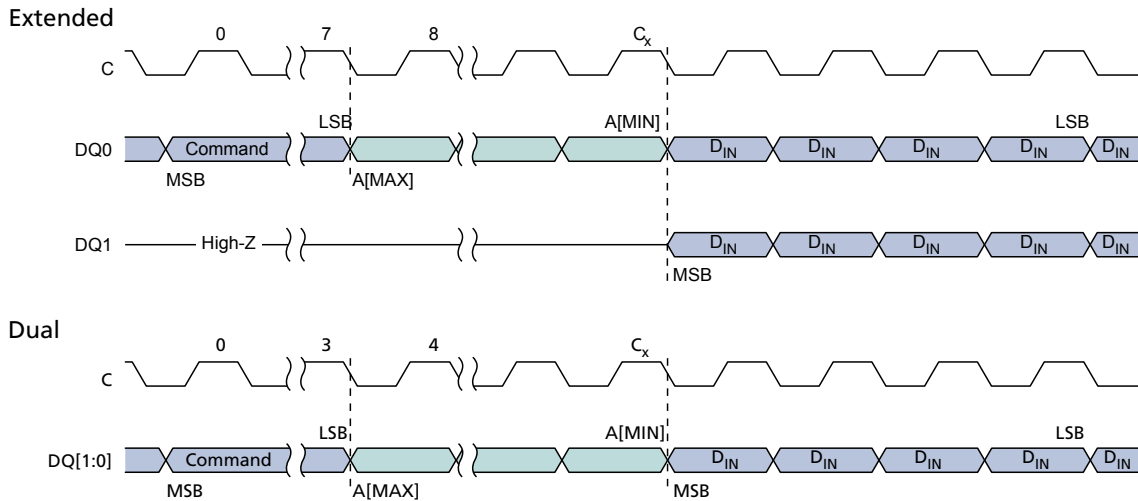 Extended
0 7 8 Cx
C
LSB A[MIN] LSB
DQ0 Command DIN DIN DIN DIN DIN
MSB A[MAX]
DQ1 High-Z DIN DIN DIN DIN DIN
MSB
Dual
0 3 4 Cx
C
LSB A[MIN] LSB
DQ[1:0] Command DIN DIN DIN DIN DIN
MSB A[MAX] MSB